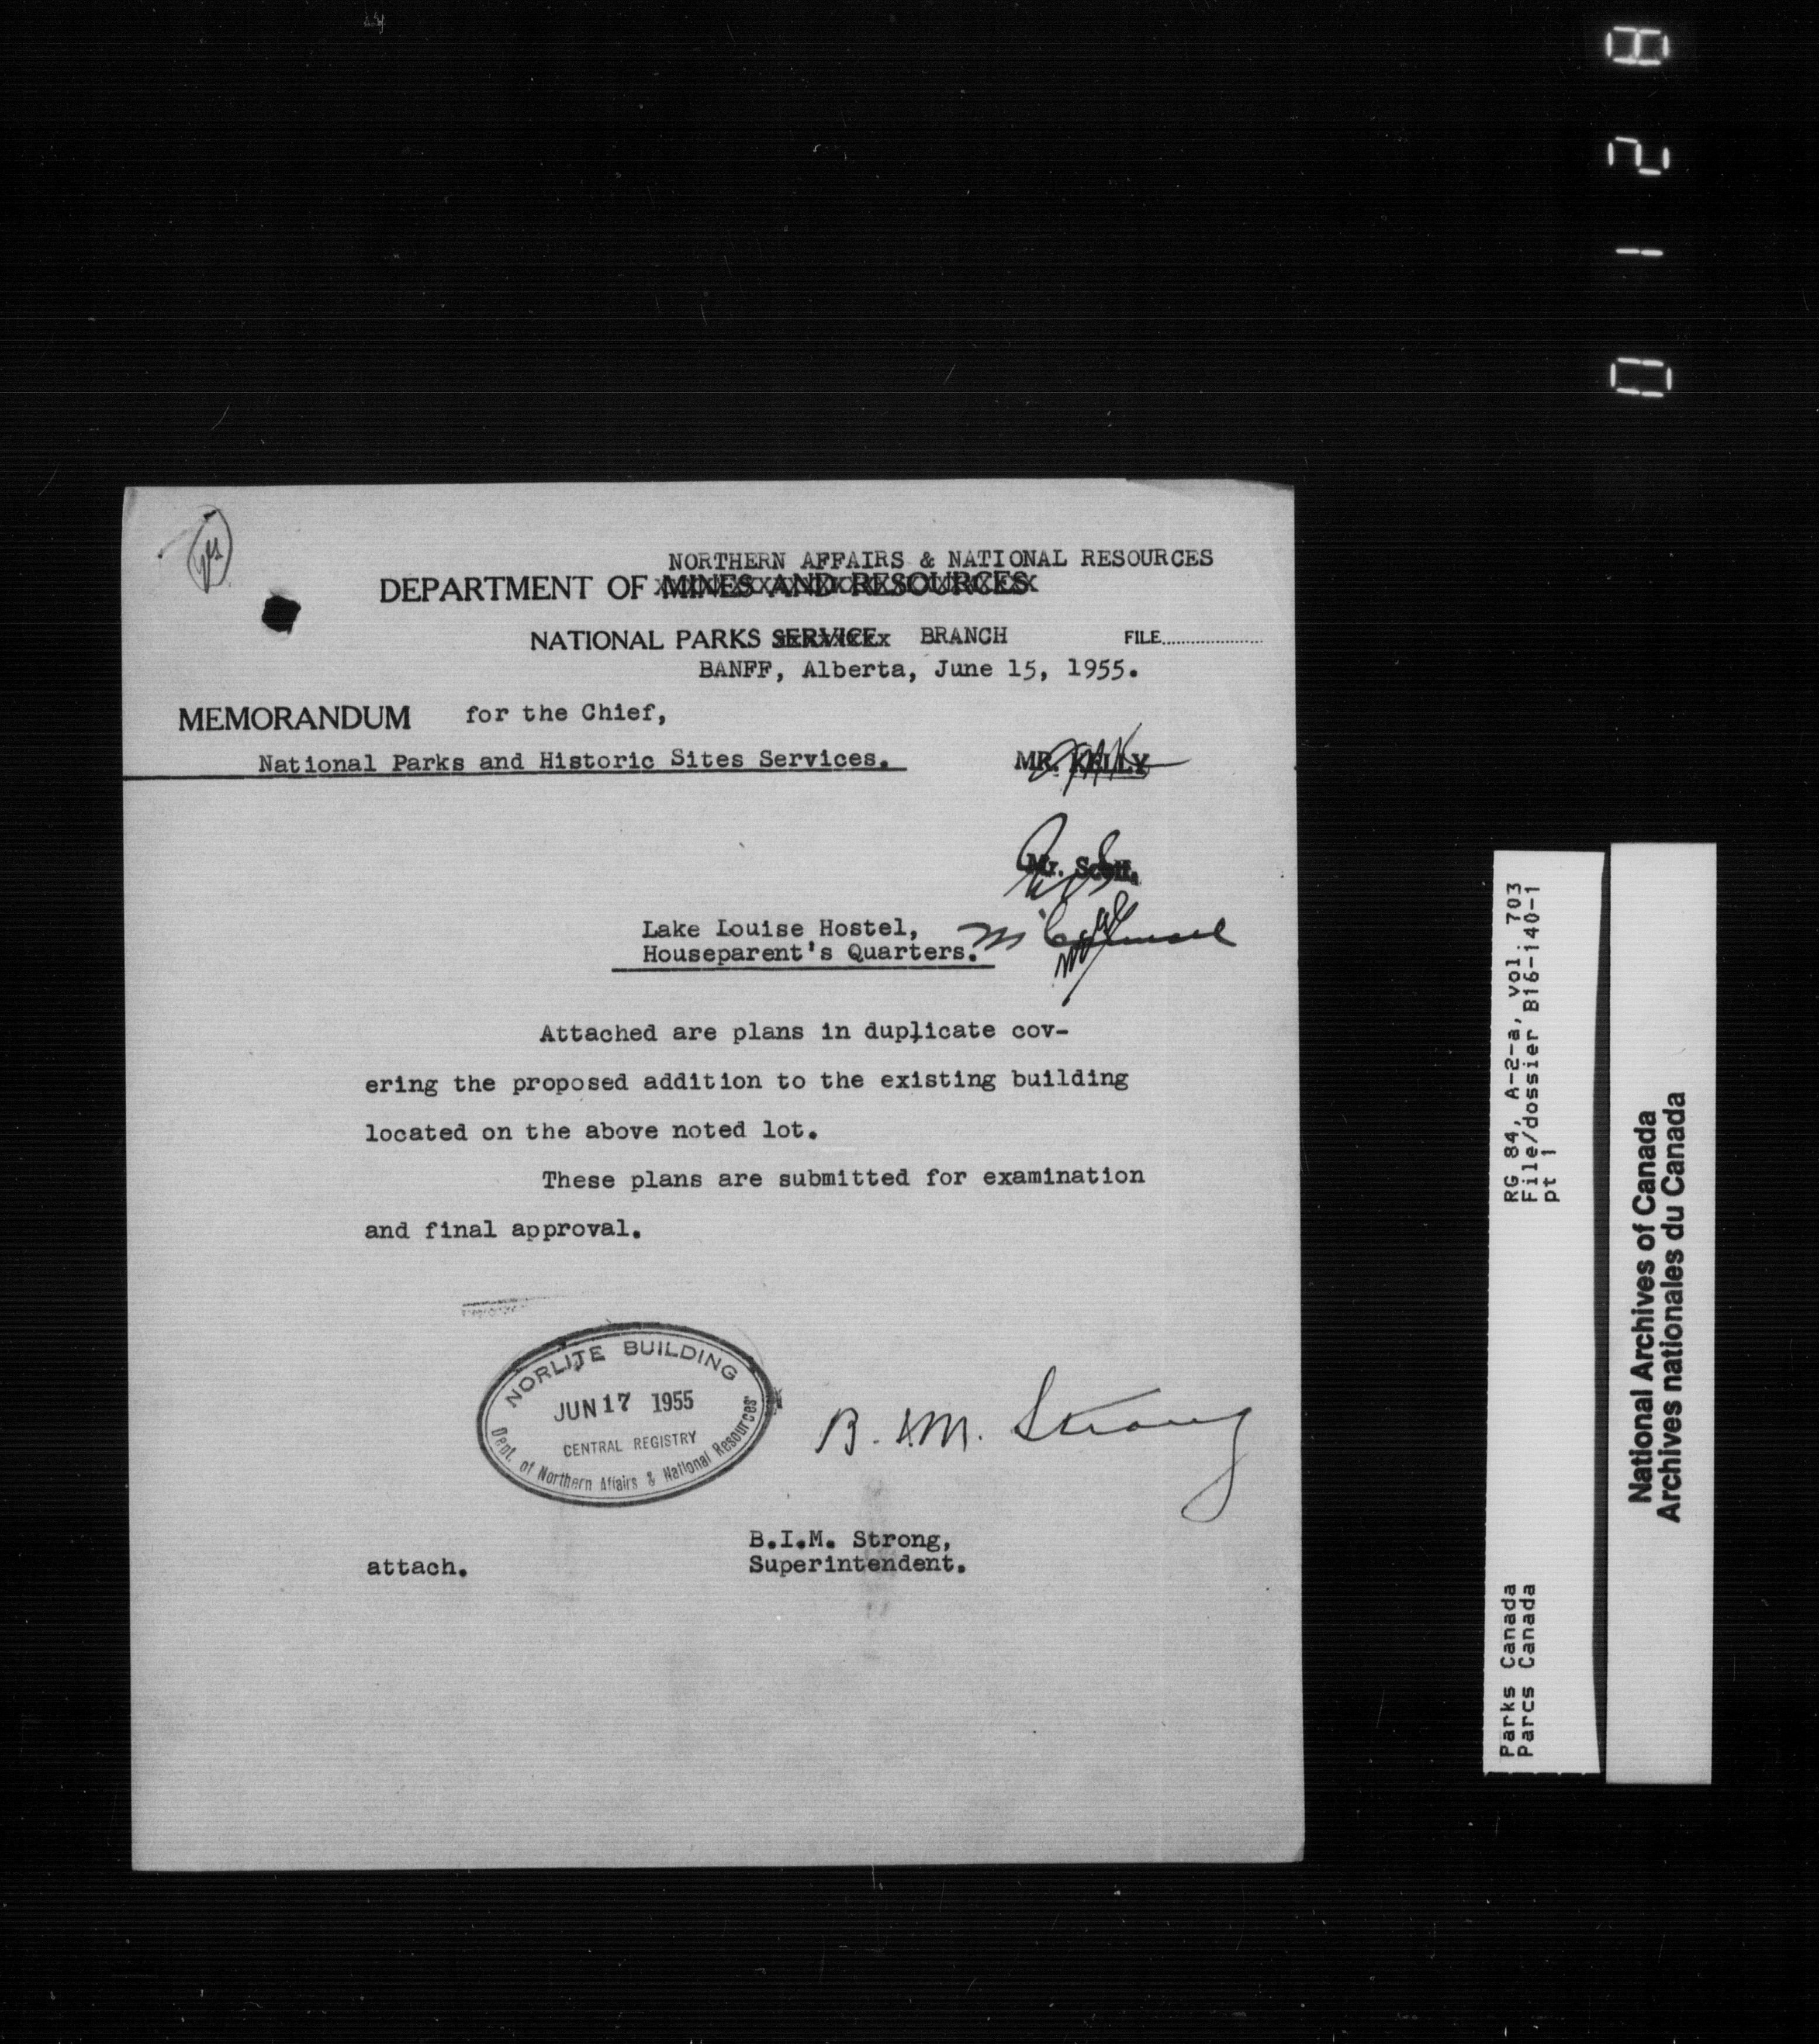 NORTHERN AFFAIRS & NATIONAL RESOURCES
DEPARTMENT OF MINES AND RESOURCES
NATIONAL PARKS SERVICE BRANCH FILE....................
BANFF, Alberta, June 15, 1955.
MEMORANDUM for the Chief,
National Parks and Historic Sites Services.
MR. KELLY
Mr. Scott.
Lake Louise Hostel,
Houseparent's Quarters.
Attached are plans in duplicate cov-
ering the proposed addition to the existing building
located on the above noted lot.
These plans are submitted for examination
and final approval.
NORLITE BUILDING
JUN 17 1955
CENTRAL REGISTRY
Dept. of Northern Affairs & National Resources
B.I.M. Strong
B.I.M. Strong,
Superintendent.
attach.
0128
RG 84, A-2-a, vol. 703
File/dossier B16-140-1
pt 1
Parks Canada
Parcs Canada
National Archives of Canada
Archives nationales du Canada